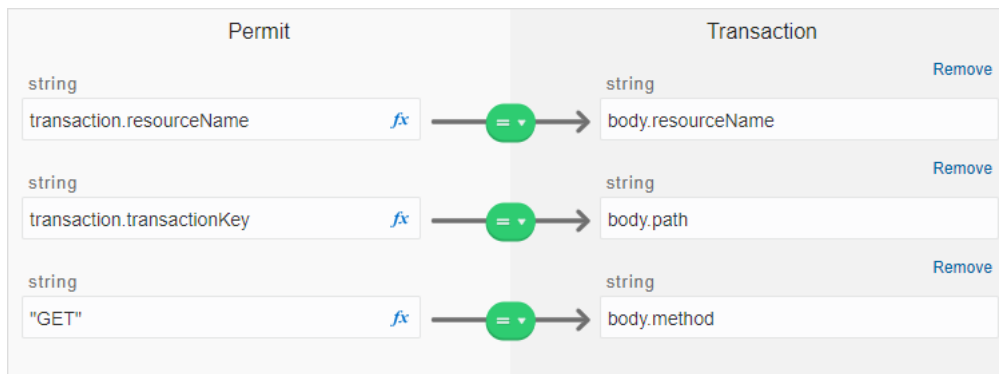 Permit
Transaction
Remove
string
string
transaction.resourceName
fx
=
body.resourceName
Remove
string
string
transaction.transactionKey
fx
=
body.path
Remove
string
string
"GET"
fx
=
body.method